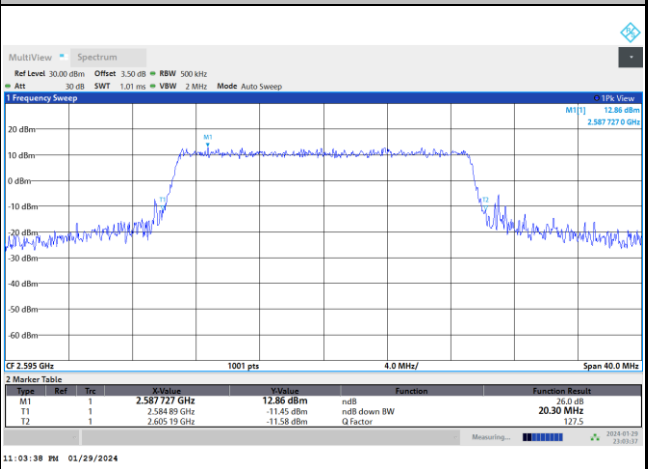 MultiView Spectrum
Ref Level 30.00 dBm Offset 3.50 dB RBW 500 kHz
Att 30 dB SWT 1.01 ms VBW 2 MHz Mode Auto Sweep
1 Frequency Sweep 1Pk View
M1[1] 12.86 dBm
2.587 727 0 GHz
20 dBm
M1
10 dBm
0 dBm
T1 T2
-10 dBm
-20 dBm
-30 dBm
-40 dBm
-50 dBm
-60 dBm
CF 2.595 GHz 1001 pts 4.0 MHz/ Span 40.0 MHz
2 Marker Table
Type Ref Trc X-Value Y-Value Function Function Result
M1 1 2.587 727 GHz 12.86 dBm ndB 26.0 dB
T1 1 2.584 89 GHz -11.45 dBm ndB down BW 20.30 MHz
T2 1 2.605 19 GHz -11.58 dBm Q Factor 127.5
Measuring... 2024-01-29
23:03:37
11:03:38 PM 01/29/2024